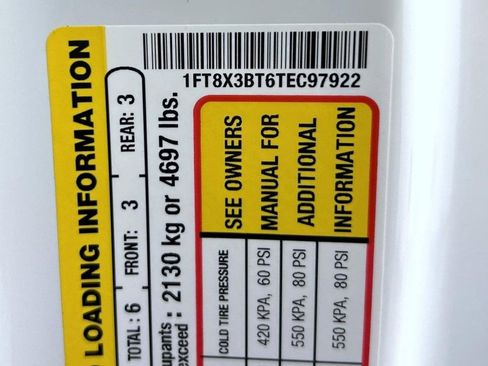 1FT8X3BT6TEC97922
LOADING INFORMATION
TOTAL : 6 FRONT: 3 REAR: 3
: 2130 kg or 4697 lbs.
exceed
SEE OWNERS
MANUAL FOR
ADDITIONAL
INFORMATION
COLD TIRE PRESSURE
420 KPA, 60 PSI
550 KPA, 80 PSI
550 KPA, 80 PSI